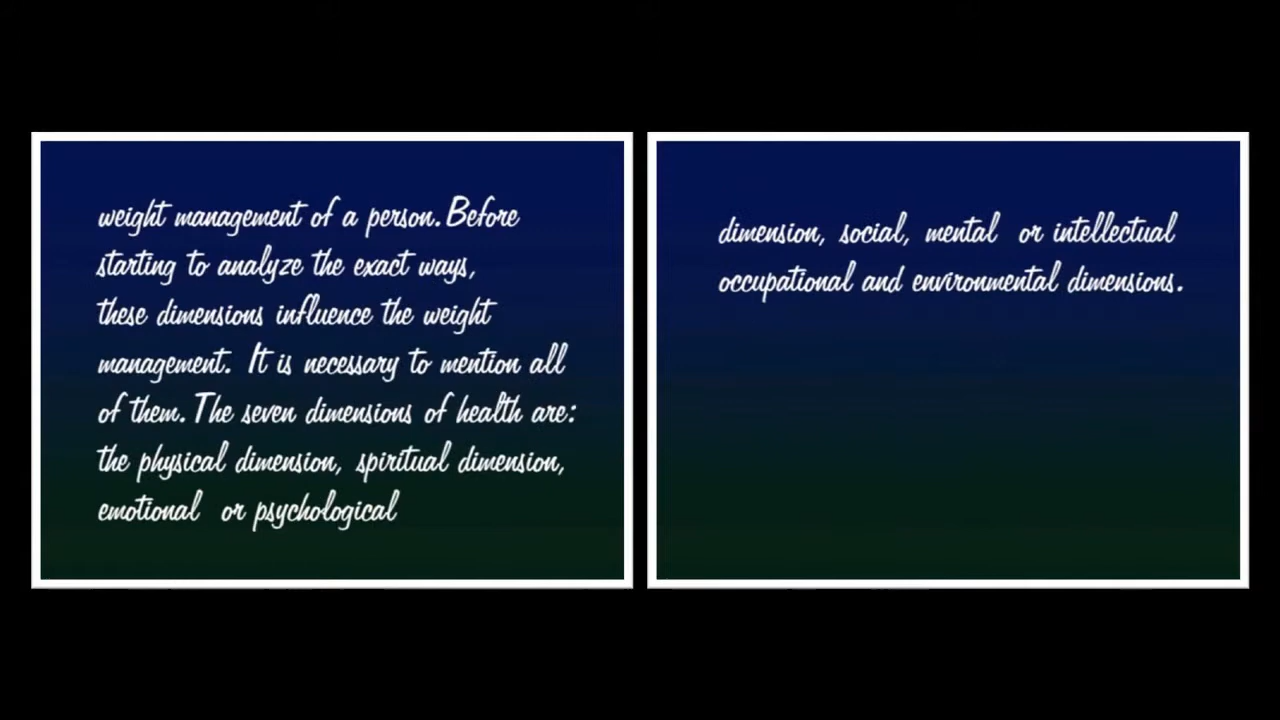 weight management of a person. Before
starting to analyze the exact ways,
these dimensions influence the weight
management. It is necessary to mention all
of them. The seven dimensions of health are:
the physical dimension, spiritual dimension,
emotional or psychological
dimension, social, mental or intellectual
occupational and environmental dimensions.